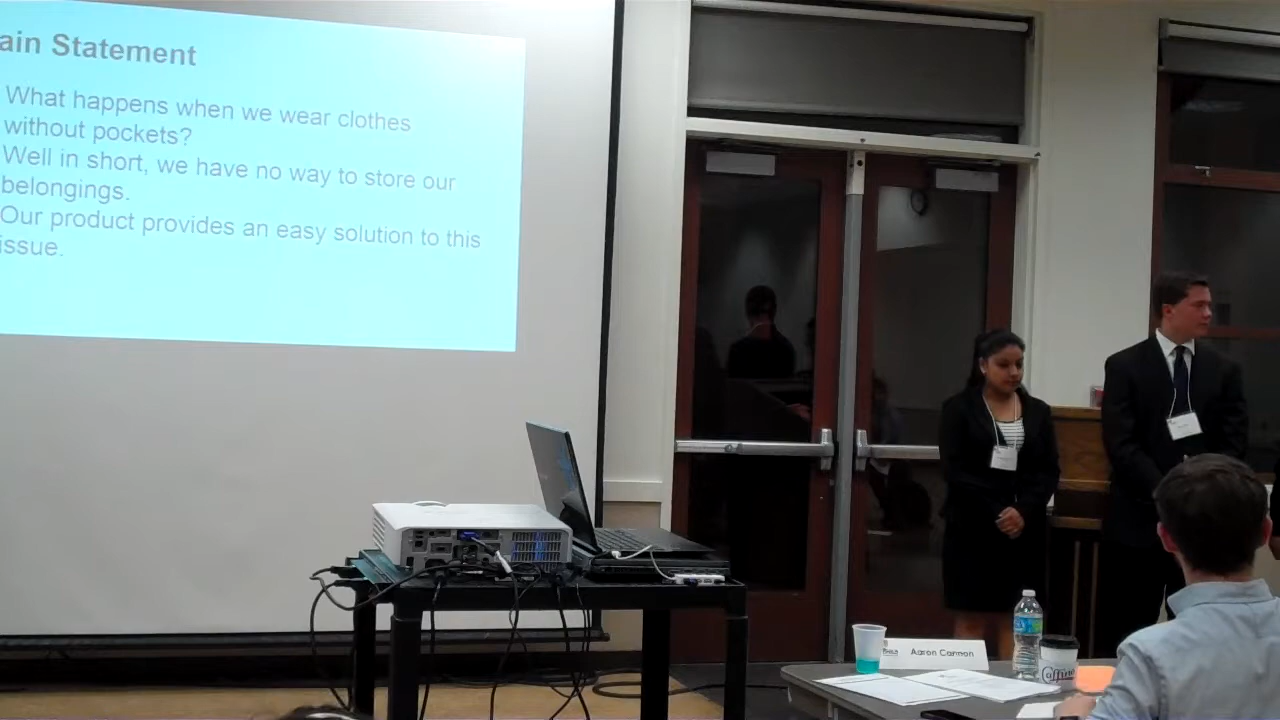 ain Statement
What happens when we wear clothes
without pockets?
Well in short, we have no way to store our
belongings.
Our product provides an easy solution to this
issue.
Aaron Carmon